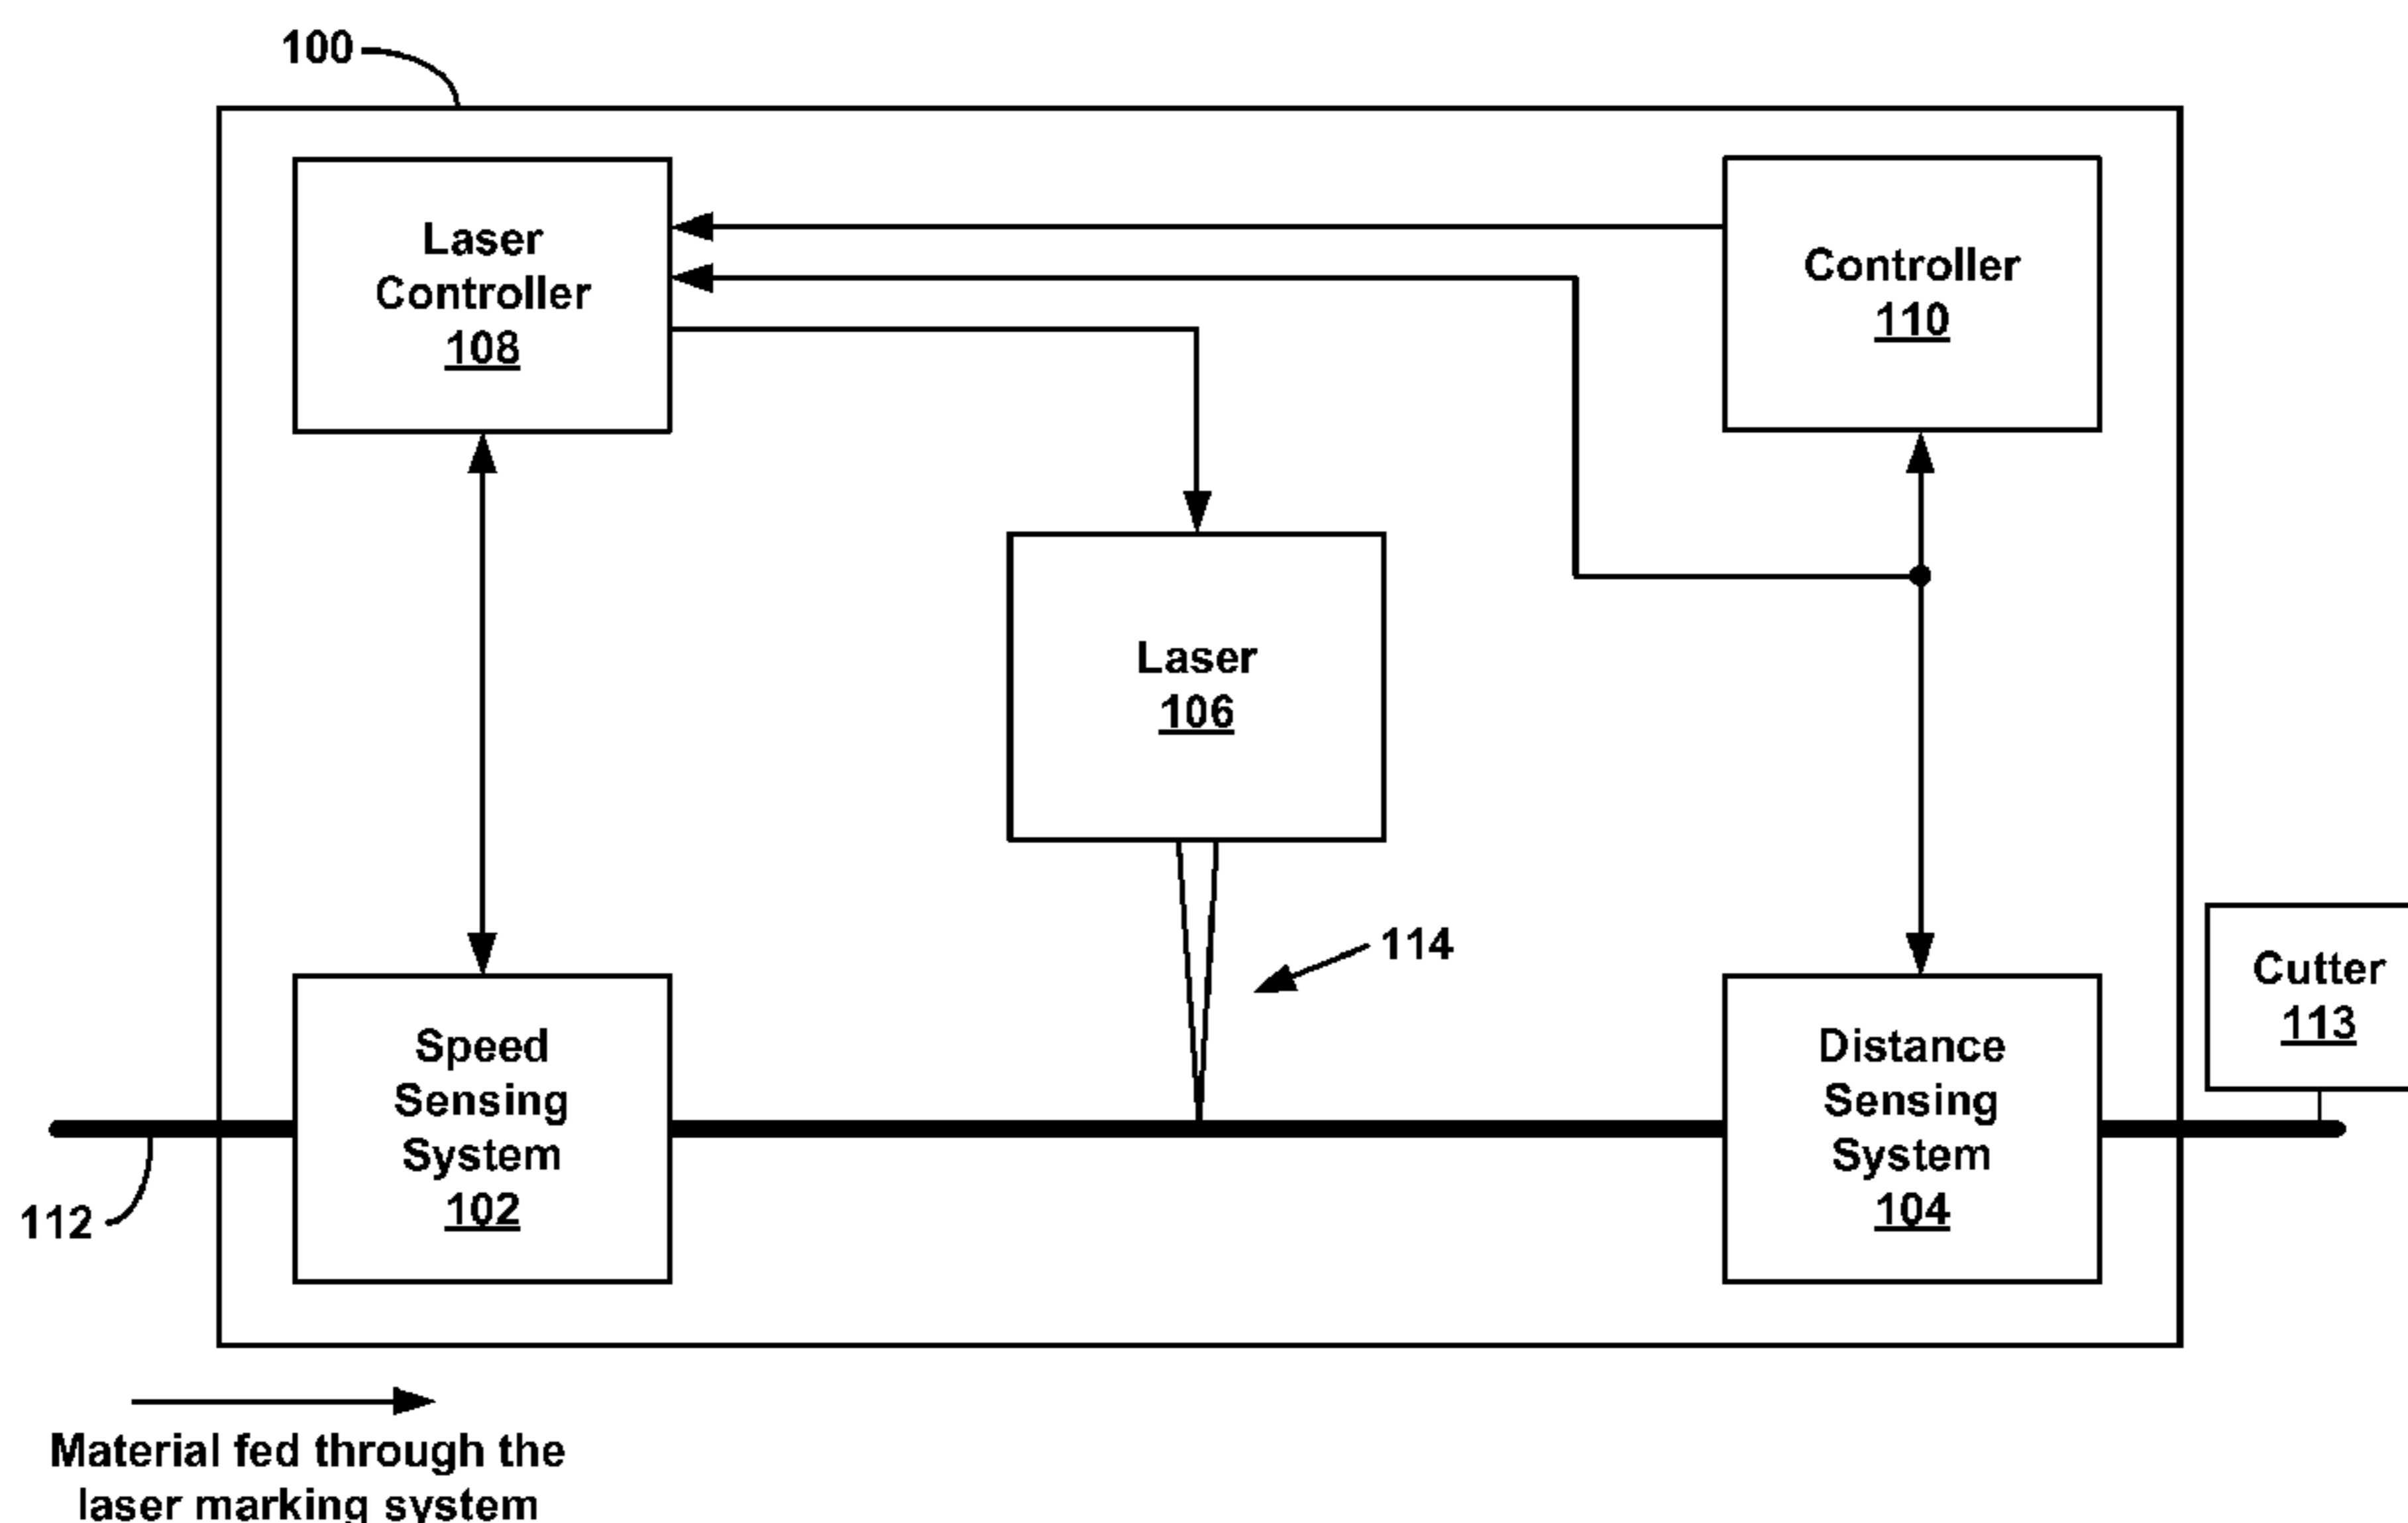 100
Laser
Controller
108
Controller
110
Laser
106
114
Cutter
113
Speed
Sensing
System
102
Distance
Sensing
System
104
112
Material fed through the
laser marking system